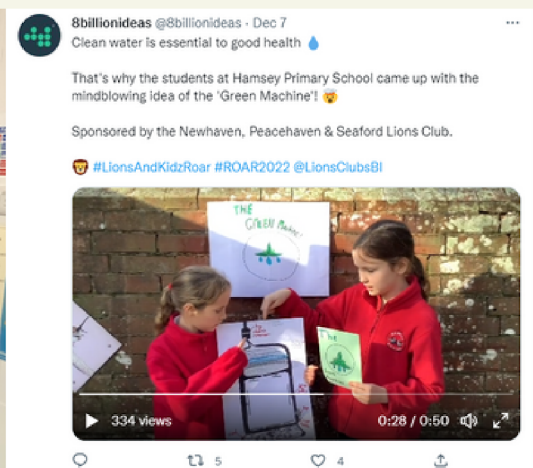 8billionideas @8billionideas · Dec 7
Clean water is essential to good health 💧
That's why the students at Hamsey Primary School came up with the
mindblowing idea of the 'Green Machine'! 🤯
Sponsored by the Newhaven, Peacehaven & Seaford Lions Club.
🦁 #LionsAndKidzRoar #ROAR2022 @LionsClubsBI
THE
GREEN Machine!
The
334 views
0:28 / 0:50
5
4